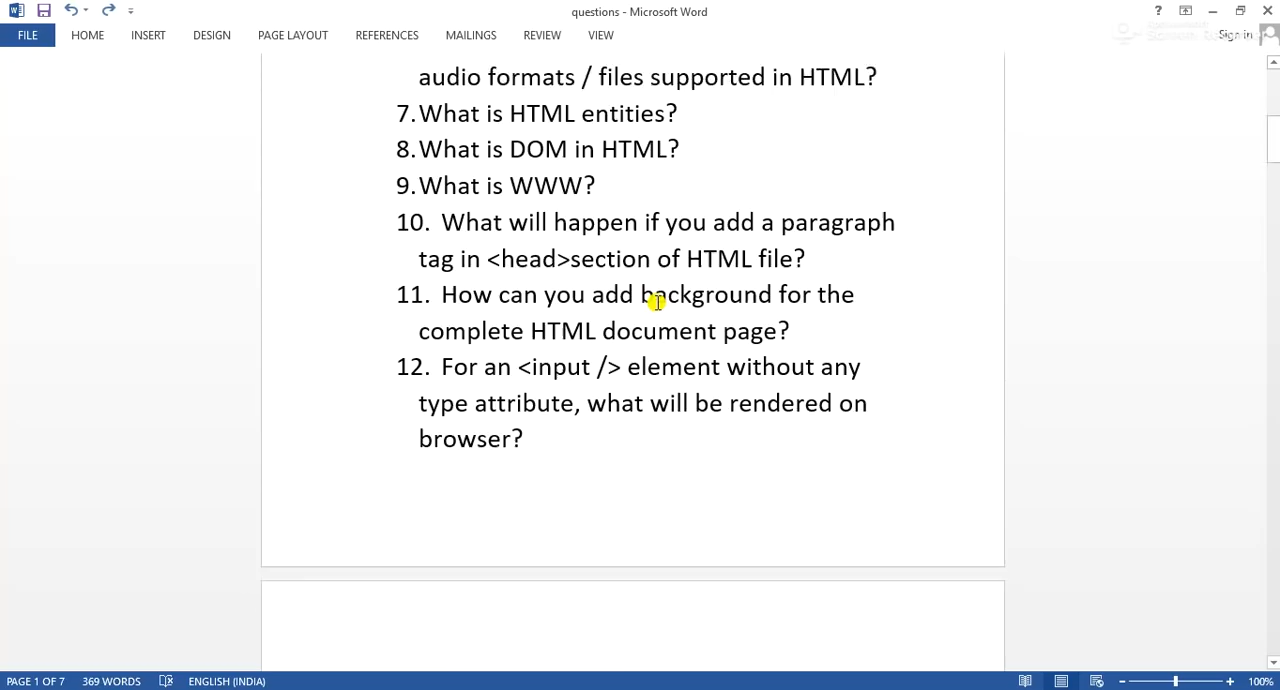 questions - Microsoft Word
?
FILE HOME INSERT DESIGN PAGE LAYOUT REFERENCES MAILINGS REVIEW VIEW
Sign in
audio formats / files supported in HTML?
7.What is HTML entities?
8.What is DOM in HTML?
9.What is WWW?
10. What will happen if you add a paragraph
tag in <head>section of HTML file?
11. How can you add background for the
complete HTML document page?
12. For an <input /> element without any
type attribute, what will be rendered on
browser?
PAGE 1 OF 7 369 WORDS ENGLISH (INDIA) 100%